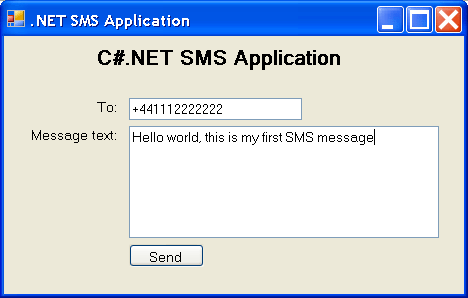 .NET SMS Application
C#.NET SMS Application
To: +441112222222
Message text: Hello world, this is my first SMS message
Send